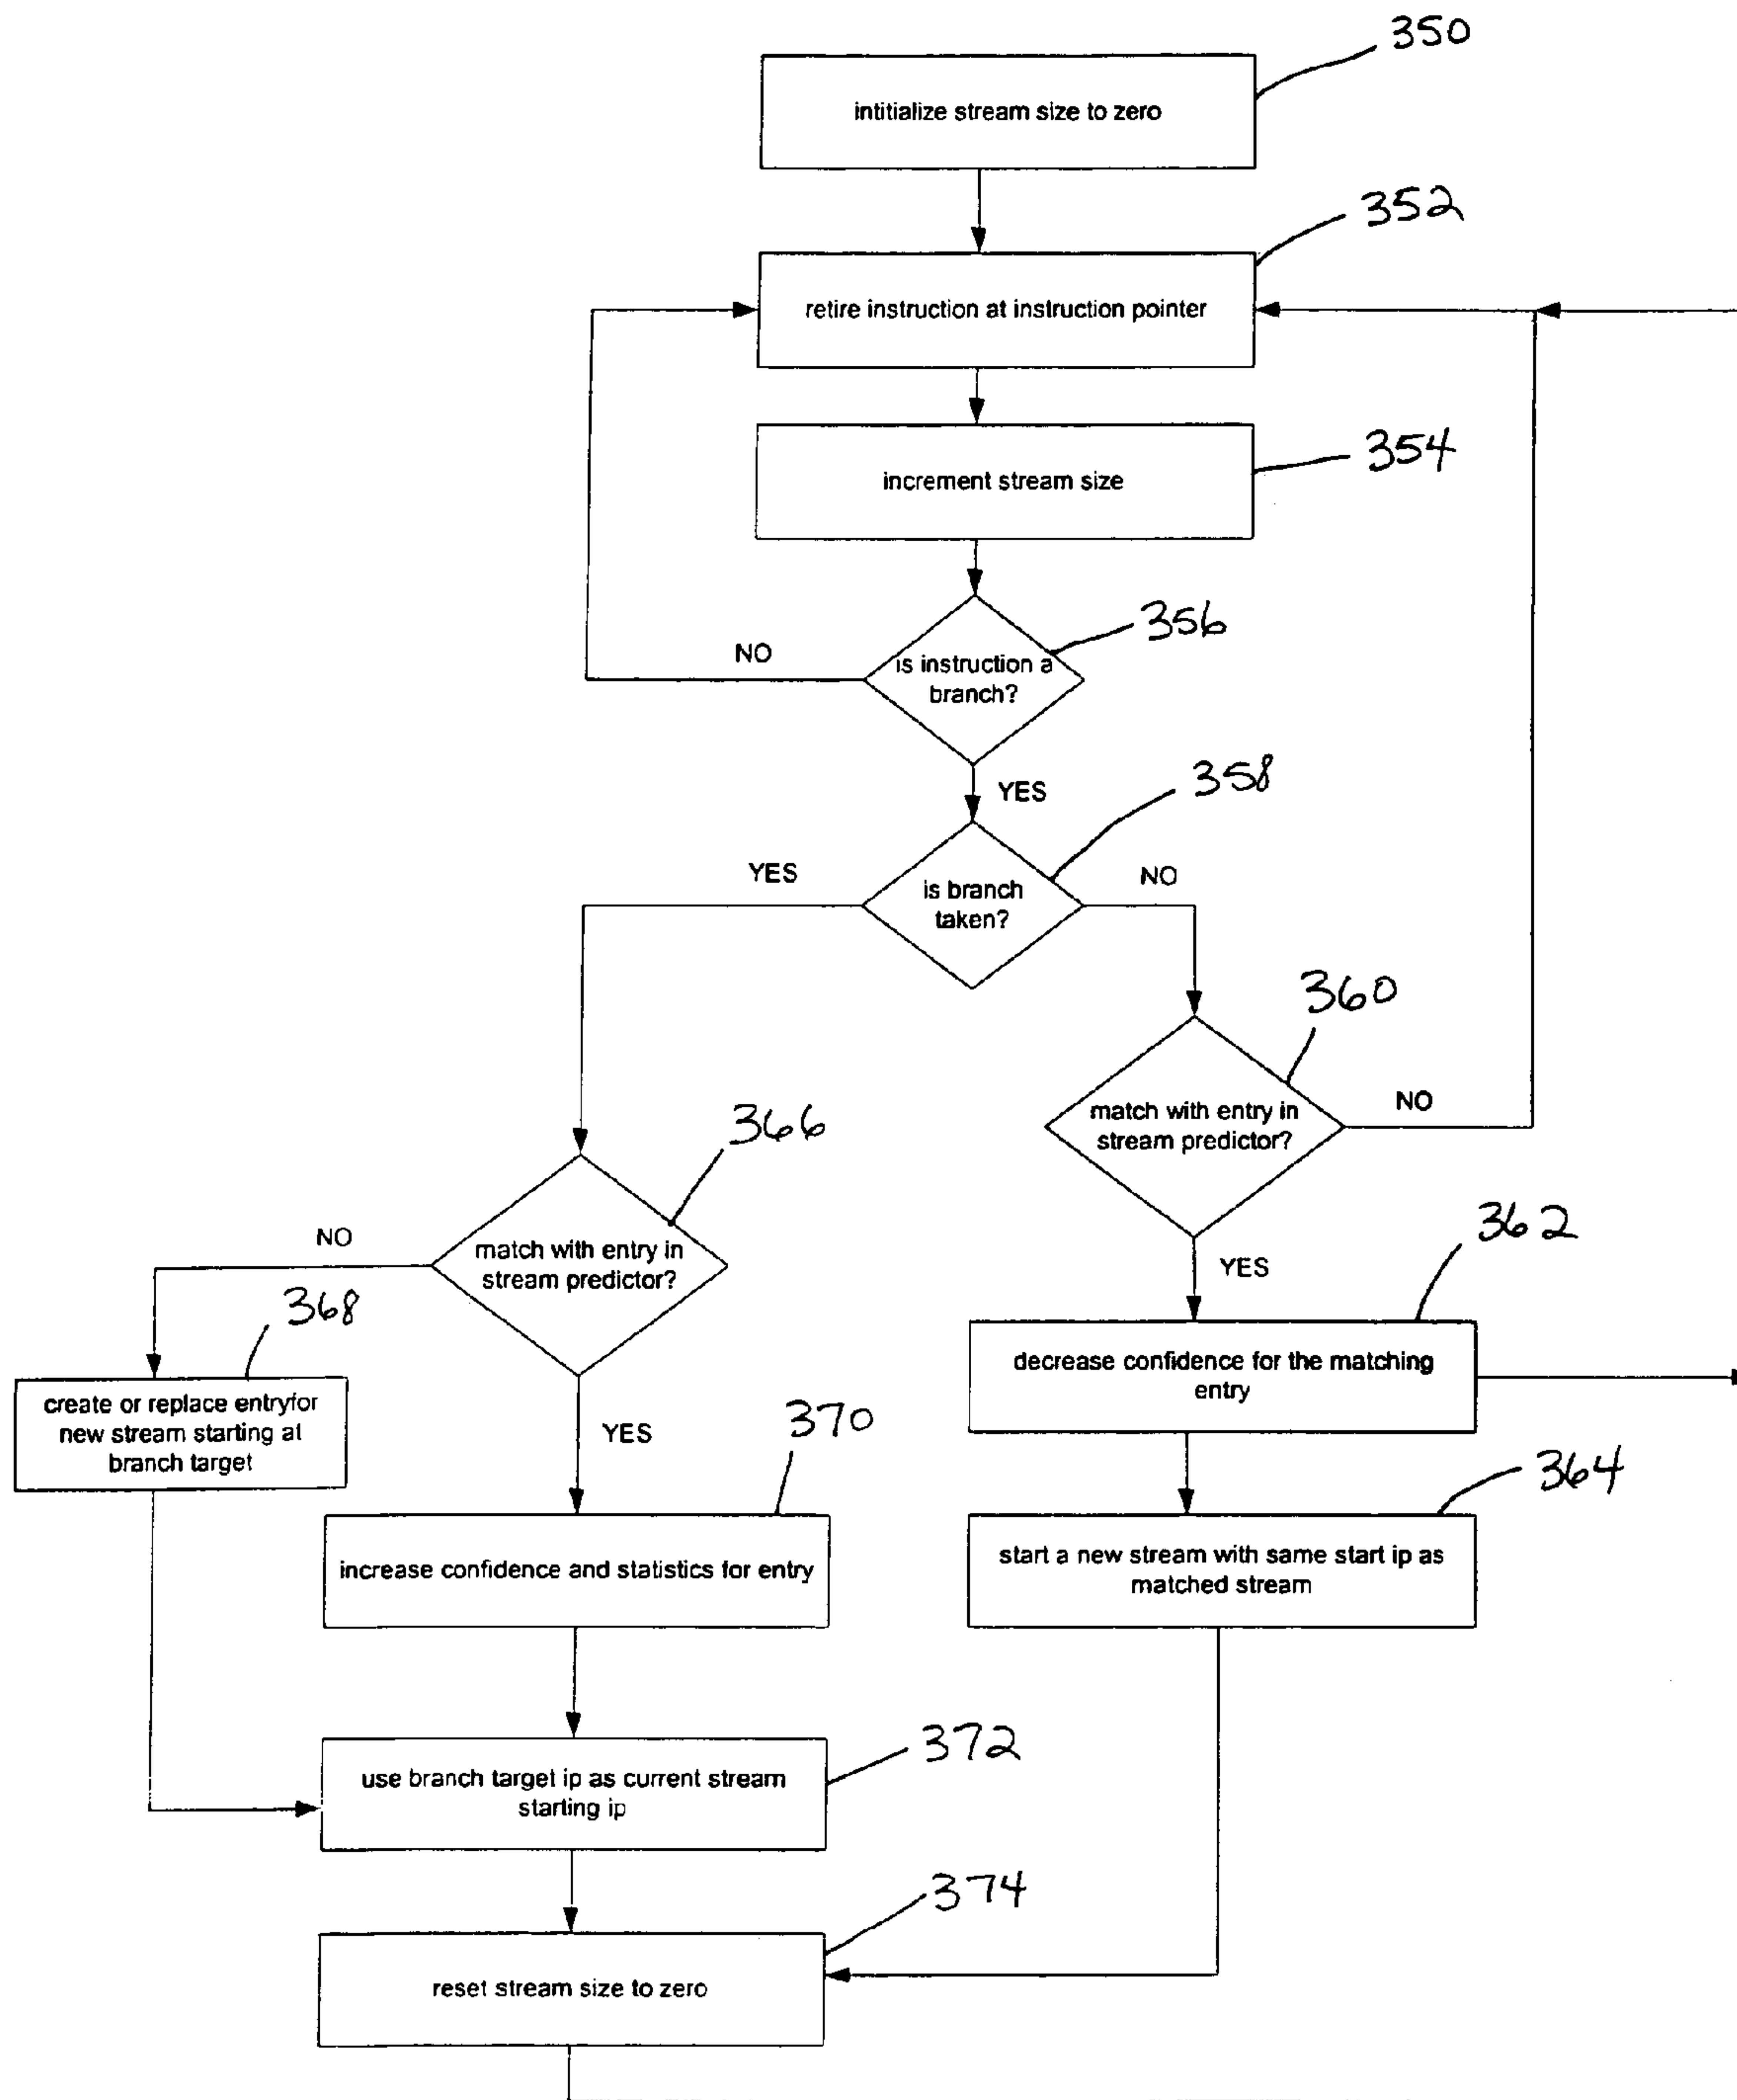 350
intitialize stream size to zero
352
retire instruction at instruction pointer
354
increment stream size
356
is instruction a
branch?
NO
YES
358
is branch
taken?
YES
NO
360
match with entry in
stream predictor?
NO
YES
366
match with entry in
stream predictor?
NO
YES
362
decrease confidence for the matching
entry
368
create or replace entryfor
new stream starting at
branch target
370
increase confidence and statistics for entry
364
start a new stream with same start ip as
matched stream
372
use branch target ip as current stream
starting ip
374
reset stream size to zero